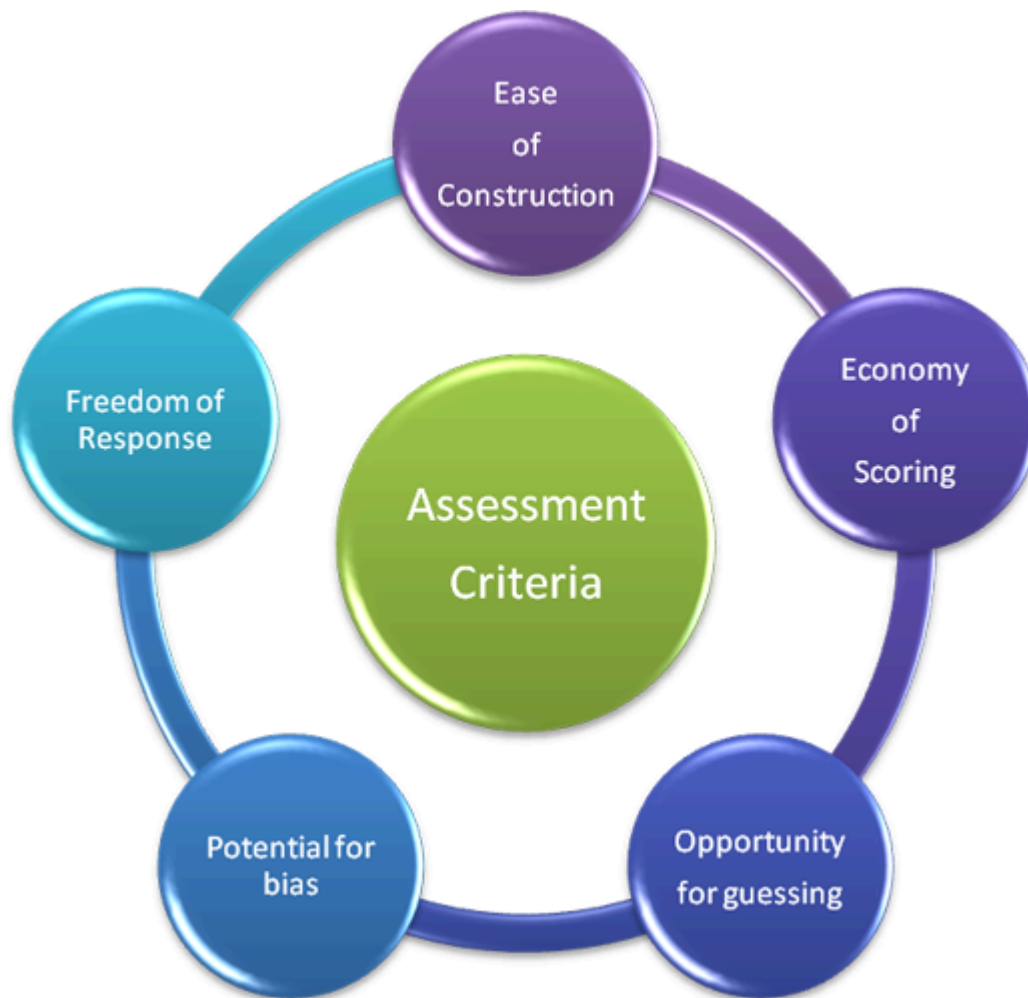 Ease
of
Construction
Economy
of
Scoring
Opportunity
for guessing
Potential for
bias
Freedom of
Response
Assessment
Criteria